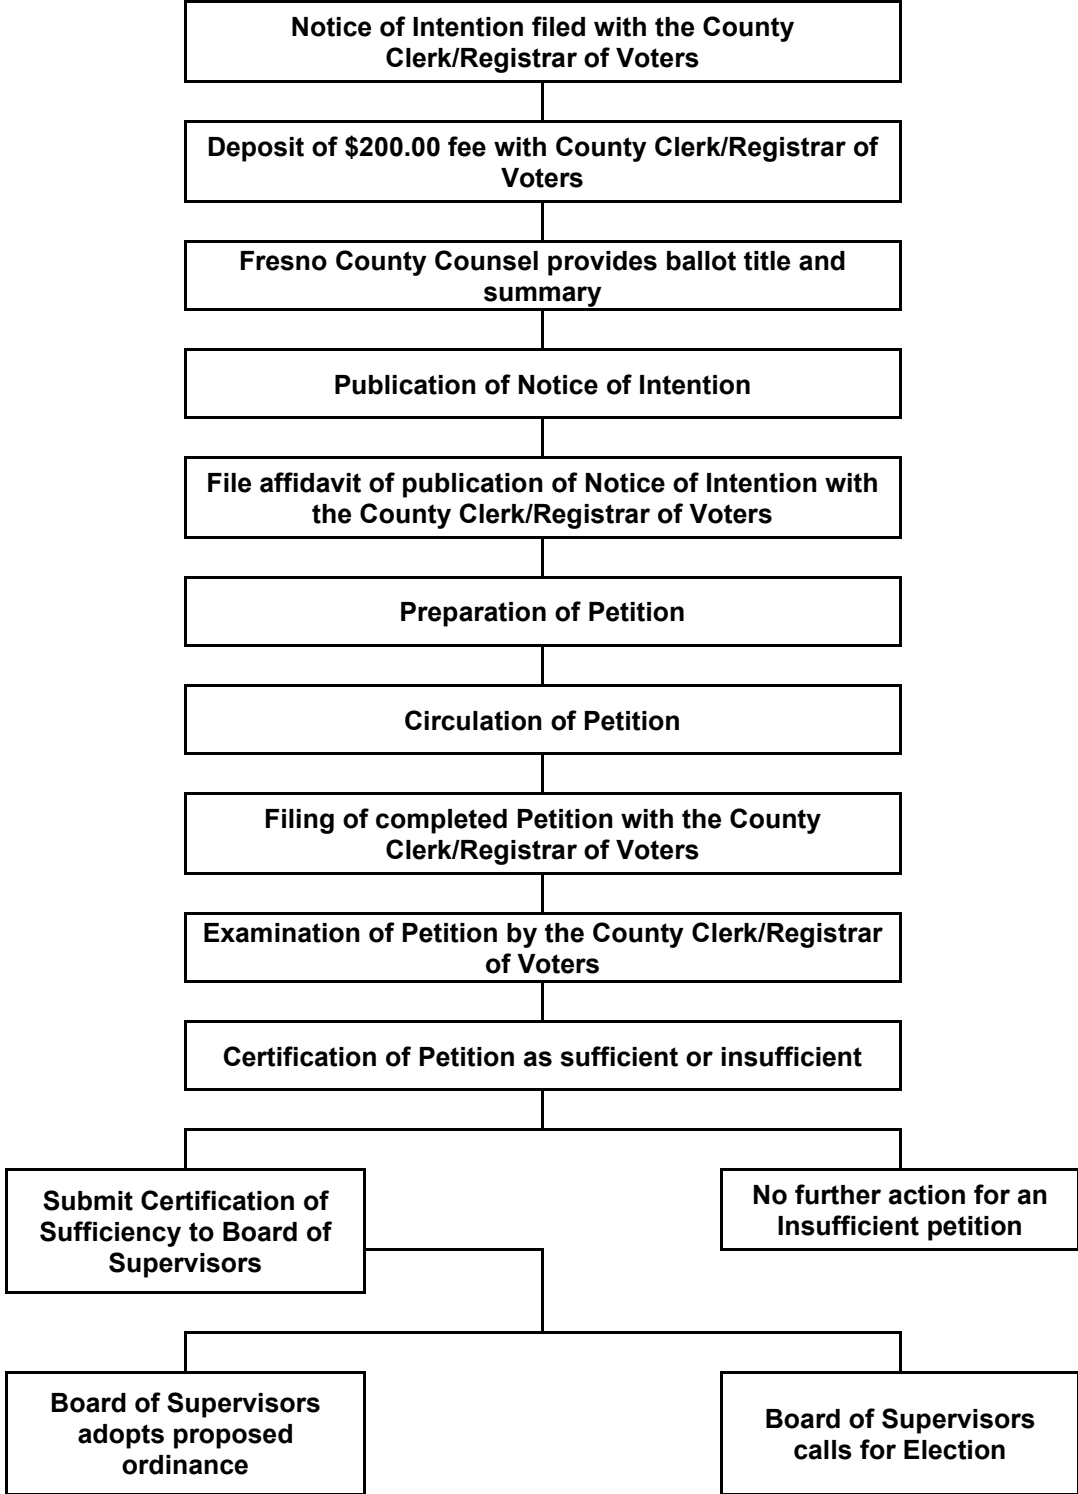 Notice of Intention filed with the County
Clerk/Registrar of Voters
Deposit of $200.00 fee with County Clerk/Registrar of
Voters
Fresno County Counsel provides ballot title and
summary
Publication of Notice of Intention
File affidavit of publication of Notice of Intention with
the County Clerk/Registrar of Voters
Preparation of Petition
Circulation of Petition
Filing of completed Petition with the County
Clerk/Registrar of Voters
Examination of Petition by the County Clerk/Registrar
of Voters
Certification of Petition as sufficient or insufficient
Submit Certification of
Sufficiency to Board of
Supervisors
No further action for an
Insufficient petition
Board of Supervisors
adopts proposed
ordinance
Board of Supervisors
calls for Election